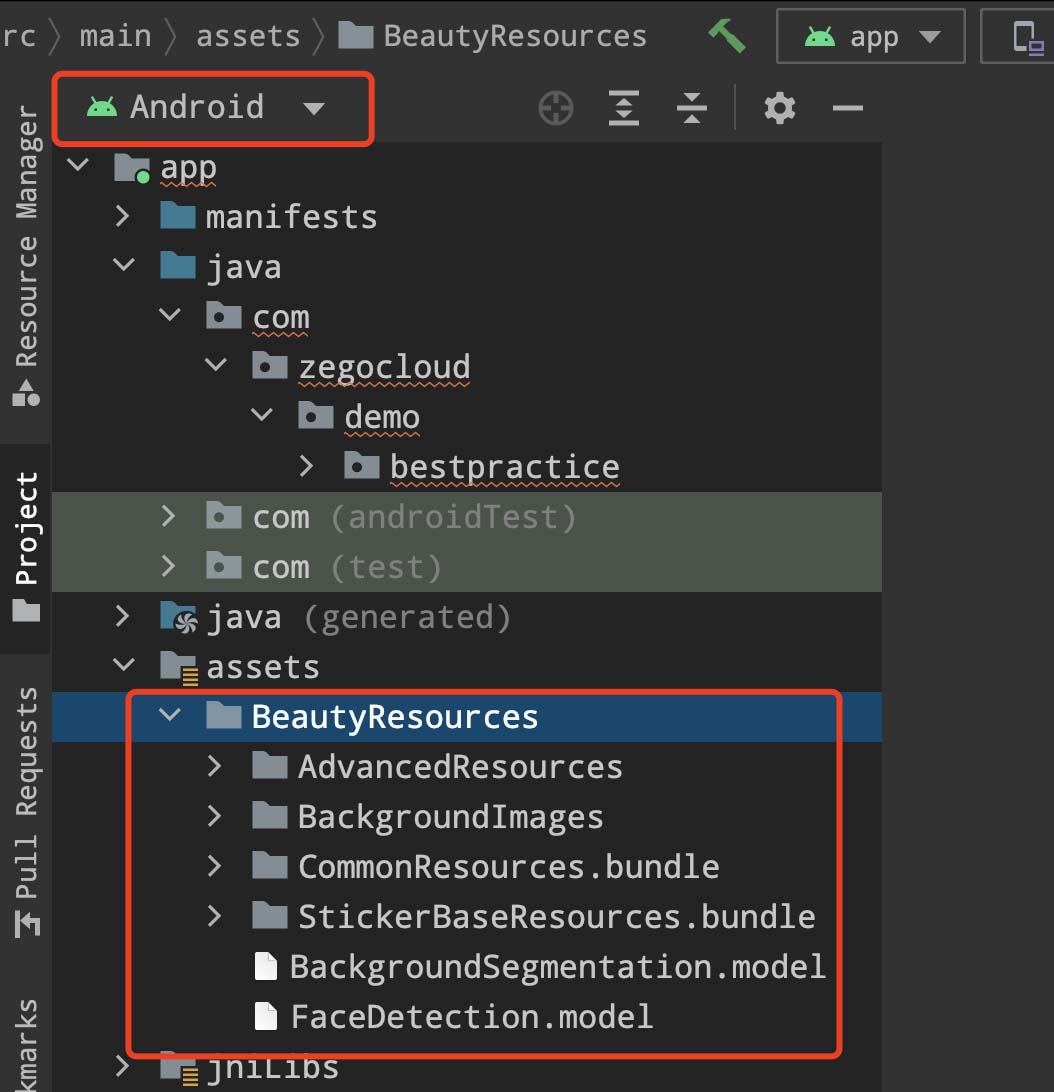 rc main assets BeautyResources app
Android
app
manifests
java
com
zegocloud
demo
bestpractice
com (androidTest)
com (test)
java (generated)
assets
BeautyResources
AdvancedResources
BackgroundImages
CommonResources.bundle
StickerBaseResources.bundle
BackgroundSegmentation.model
FaceDetection.model
jniLibs
Resource Manager
Project
Pull Requests
kmarks